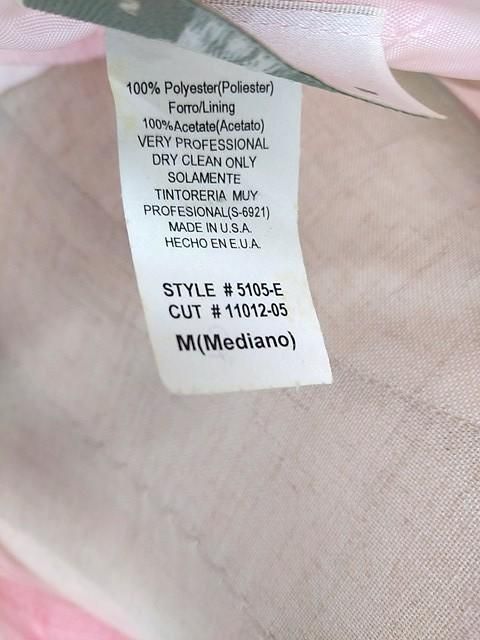 100% Polyester(Poliester)
Forro/Lining
100%Acetate(Acetato)
VERY PROFESSIONAL
DRY CLEAN ONLY
SOLAMENTE
TINTORERIA MUY
PROFESIONAL(S-6921)
MADE IN U.S.A.
HECHO EN E.U.A.
STYLE # 5105-E
CUT # 11012-05
M(Mediano)